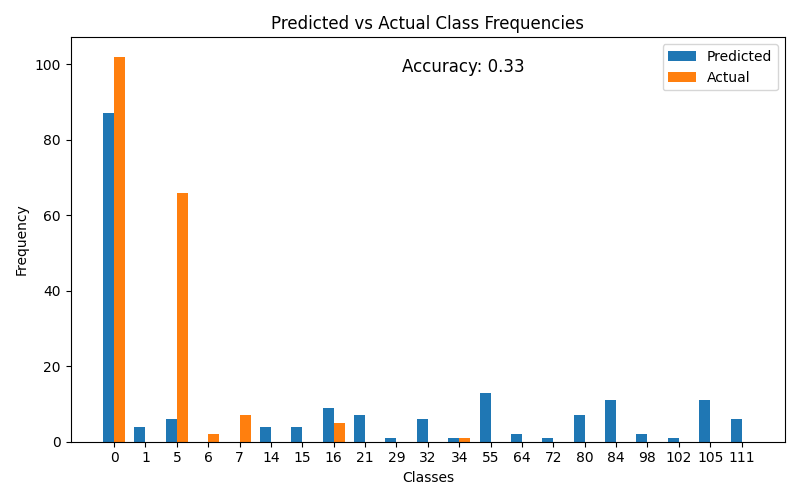 Predicted vs Actual Class Frequencies
Accuracy: 0.33
Predicted
Actual
Frequency
100
80
60
40
20
0
0 1 5 6 7 14 15 16 21 29 32 34 55 64 72 80 84 98 102 105 111
Classes